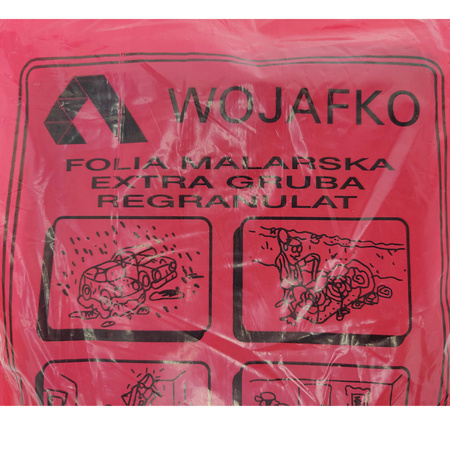 WOJAFKO
FOLIA MALARSKA
EXTRA GRUBA
REGRANULAT